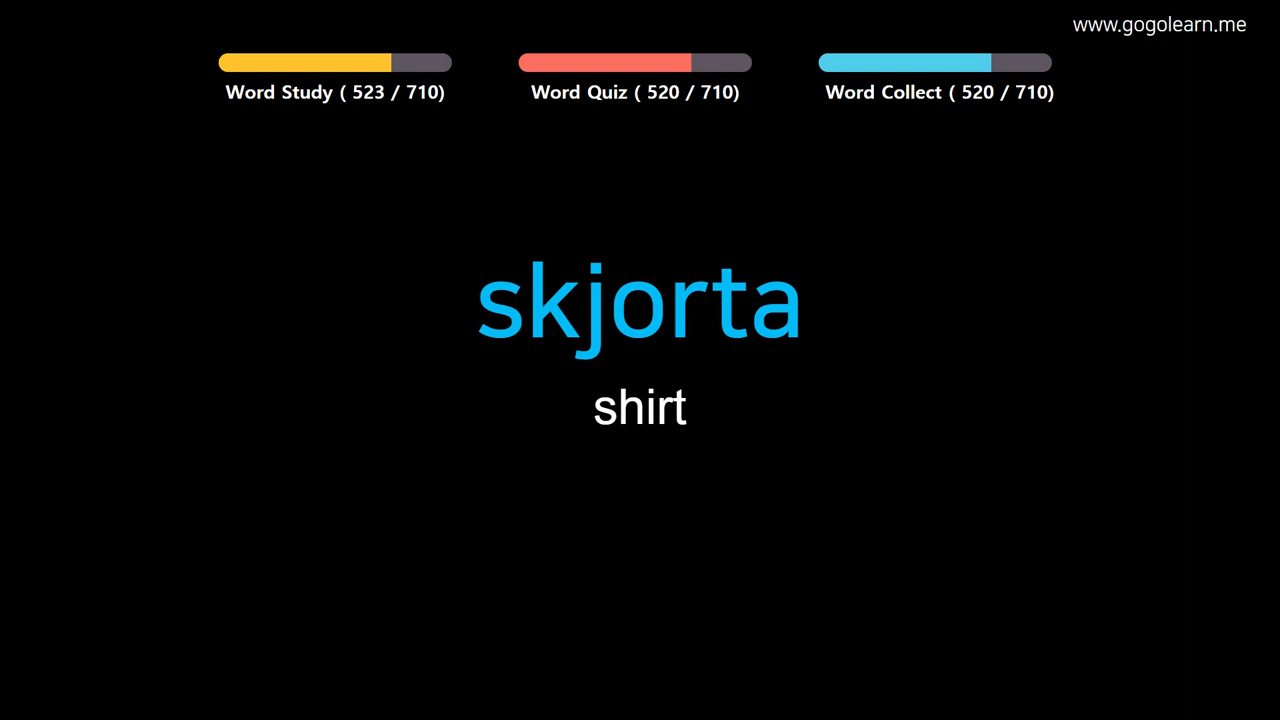 www.gogolearn.me
Word Study ( 523 / 710)
Word Quiz ( 520 / 710)
Word Collect ( 520 / 710)
skjorta
shirt